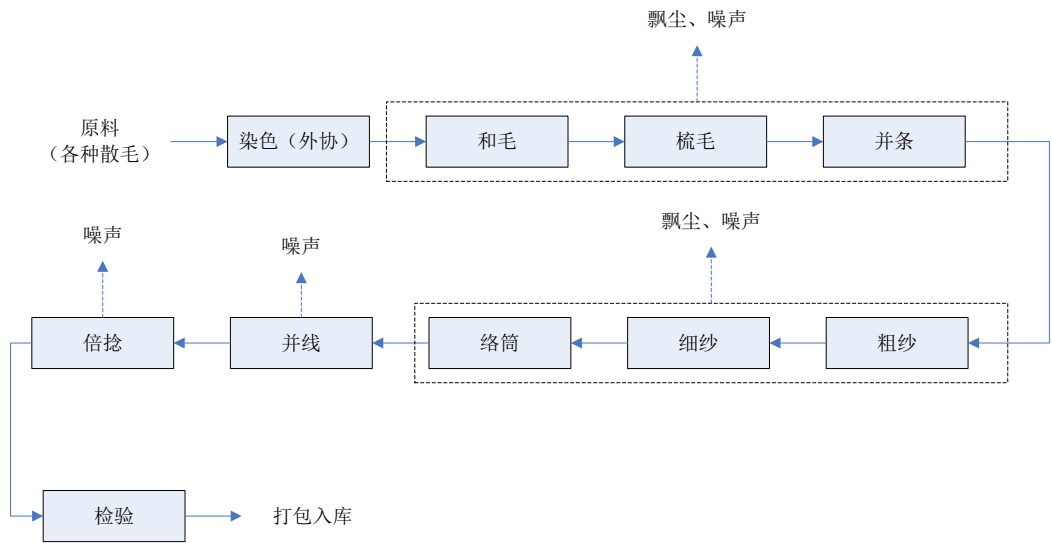 飘尘、噪声
原料
（各种散毛）
染色（外协）
和毛
梳毛
并条
飘尘、噪声
噪声
噪声
倍捻
并线
络筒
细纱
粗纱
检验
打包入库